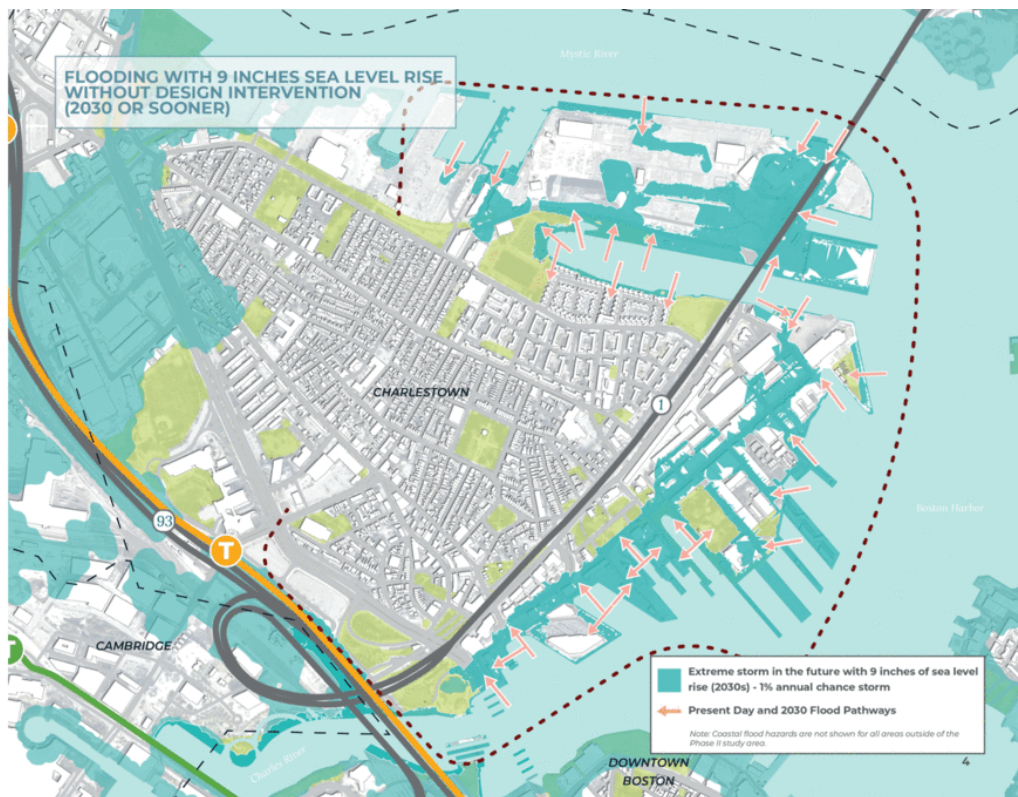 Mystic River
FLOODING WITH 9 INCHES SEA LEVEL RISE
WITHOUT DESIGN INTERVENTION
(2030 OR SOONER)
CHARLESTOWN
1
Boston Harbor
93
T
CAMBRIDGE
T
Charles River
Extreme storm in the future with 9 inches of sea level
rise (2030s) - 1% annual chance storm
Present Day and 2030 Flood Pathways
Note: Coastal flood hazards are not shown for all areas outside of the
Phase II study area.
4
DOWNTOWN
BOSTON